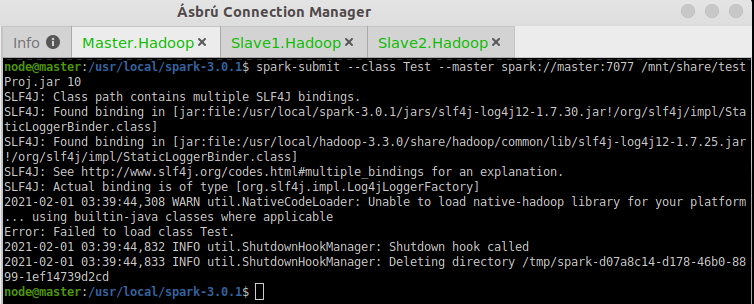 Ásbrú Connection Manager
Info Master.Hadoop Slave1.Hadoop Slave2.Hadoop
node@master:/usr/local/spark-3.0.1$ spark-submit --class Test --master spark://master:7077 /mnt/share/test
Proj.jar 10
SLF4J: Class path contains multiple SLF4J bindings.
SLF4J: Found binding in [jar:file:/usr/local/spark-3.0.1/jars/slf4j-log4j12-1.7.30.jar!/org/slf4j/impl/Sta
ticLoggerBinder.class]
SLF4J: Found binding in [jar:file:/usr/local/hadoop-3.3.0/share/hadoop/common/lib/slf4j-log4j12-1.7.25.jar
!/org/slf4j/impl/StaticLoggerBinder.class]
SLF4J: See http://www.slf4j.org/codes.html#multiple_bindings for an explanation.
SLF4J: Actual binding is of type [org.slf4j.impl.Log4jLoggerFactory]
2021-02-01 03:39:44,308 WARN util.NativeCodeLoader: Unable to load native-hadoop library for your platform
... using builtin-java classes where applicable
Error: Failed to load class Test.
2021-02-01 03:39:44,832 INFO util.ShutdownHookManager: Shutdown hook called
2021-02-01 03:39:44,833 INFO util.ShutdownHookManager: Deleting directory /tmp/spark-d07a8c14-d178-46b0-88
99-1ef14739d2cd
node@master:/usr/local/spark-3.0.1$